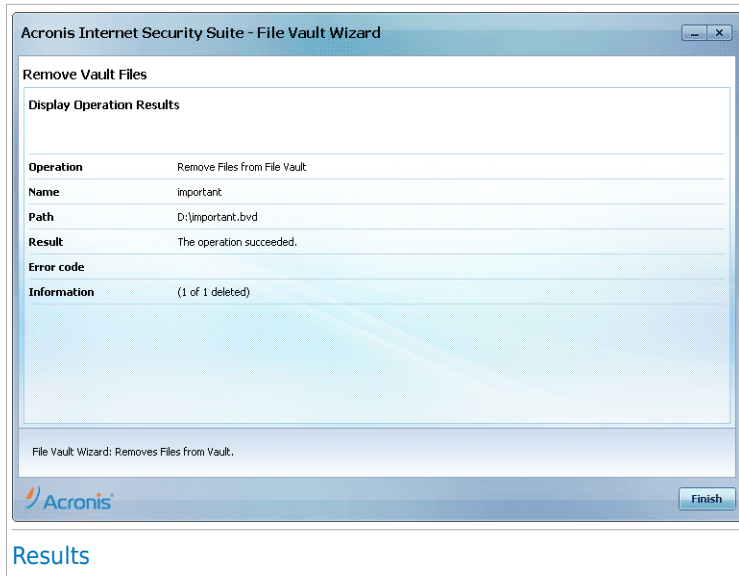 Acronis Internet Security Suite - File Vault Wizard
Remove Vault Files
Display Operation Results
Operation Remove Files from File Vault
Name important
Path D:\important.bvd
Result The operation succeeded.
Error code
Information (1 of 1 deleted)
File Vault Wizard: Removes Files from Vault.
Acronis
Finish
Results